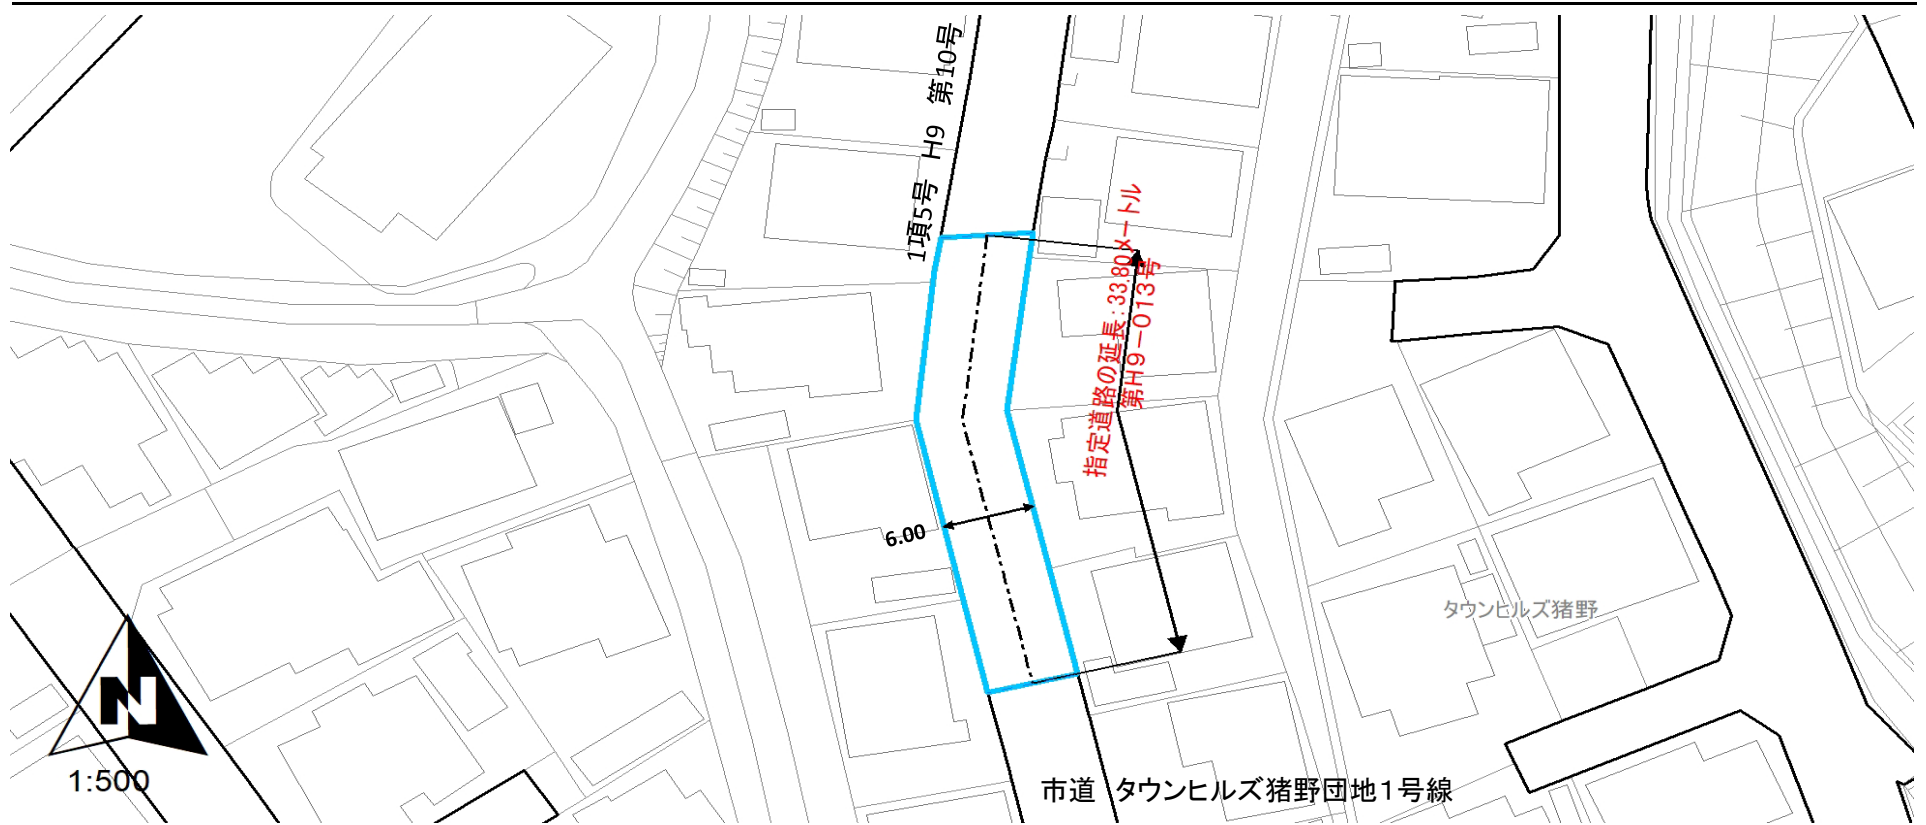 1項5号 H9 第10号
指定道路の延長:33.80メートル
第H9-013号
6.00
タウンヒルズ猪野
N
1:500
市道 タウンヒルズ猪野団地1号線